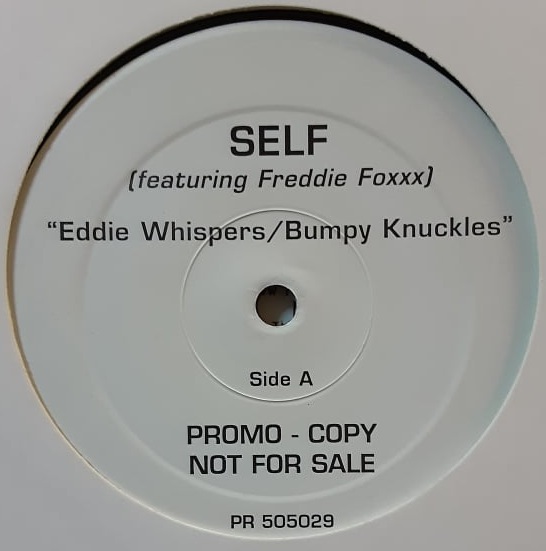 SELF
(featuring Freddie Foxxx)
"Eddie Whispers/Bumpy Knuckles"
Side A
PROMO - COPY
NOT FOR SALE
PR 505029